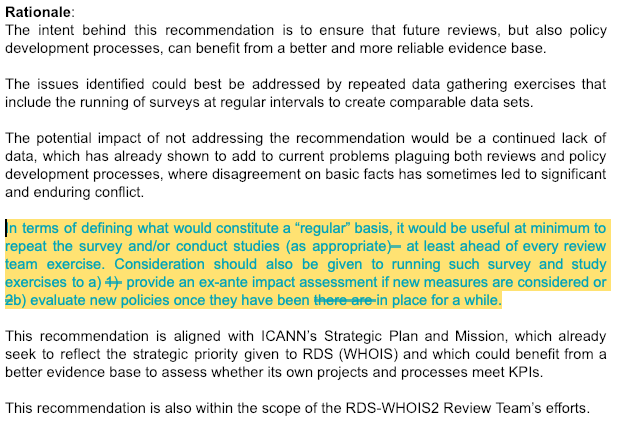 Rationale:
The intent behind this recommendation is to ensure that future reviews, but also policy
development processes, can benefit from a better and more reliable evidence base.
The issues identified could best be addressed by repeated data gathering exercises that
include the running of surveys at regular intervals to create comparable data sets.
The potential impact of not addressing the recommendation would be a continued lack of
data, which has already shown to add to current problems plaguing both reviews and policy
development processes, where disagreement on basic facts has sometimes led to significant
and enduring conflict.
In terms of defining what would constitute a “regular” basis, it would be useful at minimum to
repeat the survey and/or conduct studies (as appropriate)– at least ahead of every review
team exercise. Consideration should also be given to running such survey and study
exercises to a) 1) provide an ex-ante impact assessment if new measures are considered or
2b) evaluate new policies once they have been there are in place for a while.
This recommendation is aligned with ICANN’s Strategic Plan and Mission, which already
seek to reflect the strategic priority given to RDS (WHOIS) and which could benefit from a
better evidence base to assess whether its own projects and processes meet KPIs.
This recommendation is also within the scope of the RDS-WHOIS2 Review Team’s efforts.